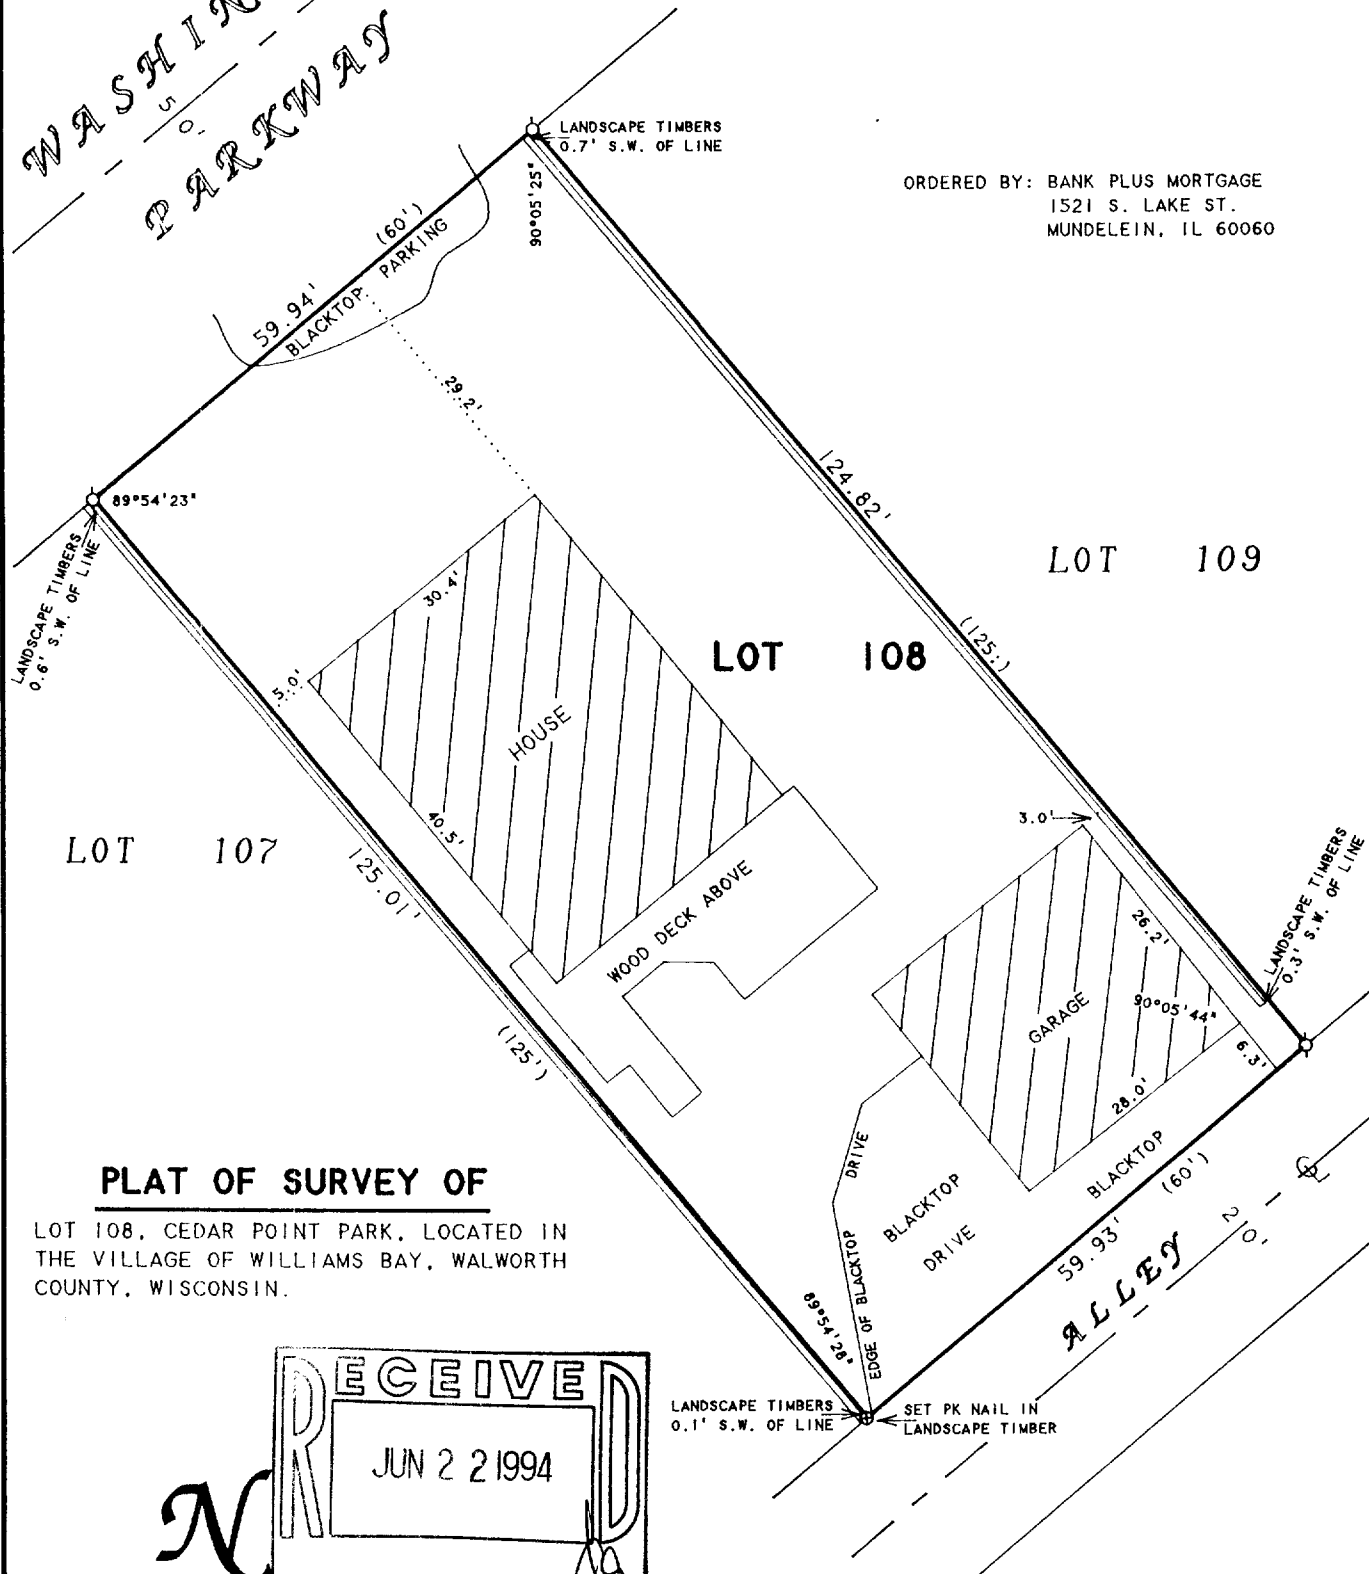 PARKWAY
50'
LANDSCAPE TIMBERS
0.7' S.W. OF LINE
90°05'25"
ORDERED BY: BANK PLUS MORTGAGE
1521 S. LAKE ST.
MUNDELEIN, IL 60060
(60')
59.94'
BLACKTOP PARKING
29.2'
89°54'23"
LANDSCAPE TIMBERS
0.6' S.W. OF LINE
124.82'
(125')
LOT 109
LOT 108
30.4'
5.0'
HOUSE
40.5'
LOT 107
125.01'
(125')
WOOD DECK ABOVE
3.0'
LANDSCAPE TIMBERS
0.3' S.W. OF LINE
26.2'
90°05'44"
GARAGE
6.3'
28.0'
BLACKTOP
(60')
59.93'
BLACKTOP
DRIVE
EDGE OF BLACKTOP DRIVE
ALLEY
20'
PLAT OF SURVEY OF
LOT 108, CEDAR POINT PARK, LOCATED IN
THE VILLAGE OF WILLIAMS BAY, WALWORTH
COUNTY, WISCONSIN.
89°54'28"
LANDSCAPE TIMBERS
0.1' S.W. OF LINE
SET PK NAIL IN
LANDSCAPE TIMBER
RECEIVED
JUN 22 1994
N